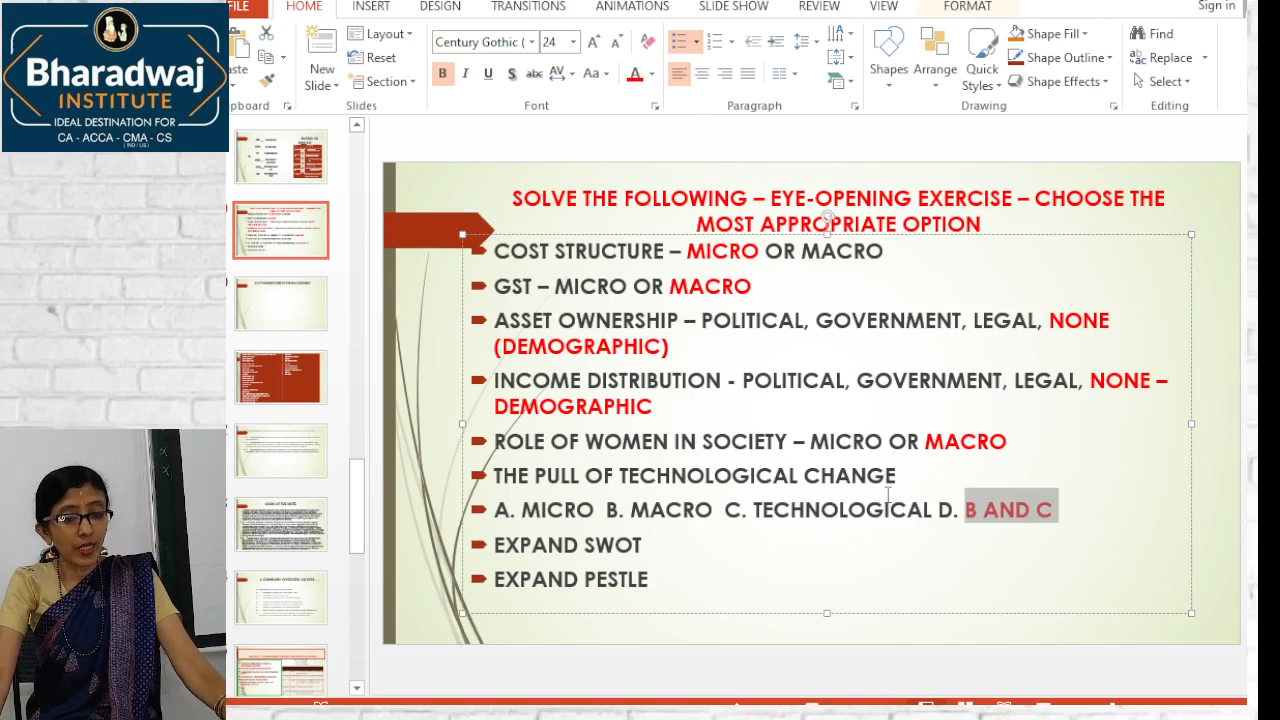 FILE HOME INSERT DESIGN TRANSITIONS ANIMATIONS SLIDE SHOW REVIEW VIEW FORMAT Sign in
Bharadwaj
INSTITUTE
IDEAL DESTINATION FOR
CA - ACCA - CMA - CS
( IND / US )
New
Slide
Layout
Reset
Section
Century Gothic (
24
B
U
S
abc
AV
Aa
A
Shapes
Arrange
Quick
Styles
Shape Fill
Shape Outline
Shape Effects
Find
Replace
Select
Slides
Font
Paragraph
Drawing
Editing
SOLVE THE FOLLOWING – EYE-OPENING EXERCISE – CHOOSE THE
MOST APPROPRIATE OPTION
COST STRUCTURE – MICRO OR MACRO
GST – MICRO OR MACRO
ASSET OWNERSHIP – POLITICAL, GOVERNMENT, LEGAL, NONE
(DEMOGRAPHIC)
INCOME DISTRIBUTION - POLITICAL, GOVERNMENT, LEGAL, NONE –
DEMOGRAPHIC
ROLE OF WOMEN IN SOCIETY – MICRO OR MACRO
THE PULL OF TECHNOLOGICAL CHANGE
A. MICRO B. MACRO C. TECHNOLOGICAL D. B AND C
EXPAND SWOT
EXPAND PESTLE